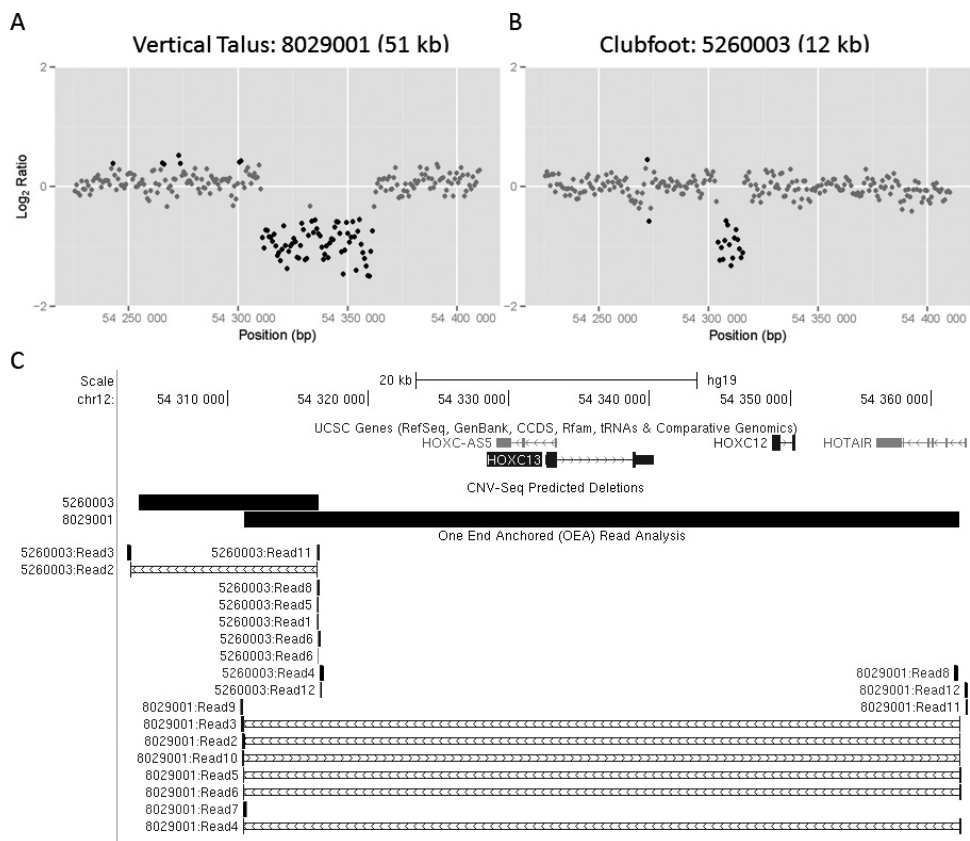 A
Vertical Talus: 8029001 (51 kb)
B
Clubfoot: 5260003 (12 kb)
2
0
−2
Log2 Ratio
54 250 000
54 300 000
54 350 000
54 400 000
Position (bp)
2
0
−2
54 250 000
54 300 000
54 350 000
54 400 000
Position (bp)
C
Scale
20 kb
hg19
chr12:
54 310 000
54 320 000
54 330 000
54 340 000
54 350 000
54 360 000
UCSC Genes (RefSeq, GenBank, CCDS, Rfam, tRNAs & Comparative Genomics)
HOXC-AS5
HOXC12
HOTAIR
HOXC13
CNV-Seq Predicted Deletions
5260003
8029001
One End Anchored (OEA) Read Analysis
5260003:Read3
5260003:Read11
5260003:Read2
5260003:Read8
5260003:Read5
5260003:Read1
5260003:Read6
5260003:Read6
5260003:Read4
8029001:Read8
5260003:Read12
8029001:Read12
8029001:Read9
8029001:Read11
8029001:Read3
8029001:Read2
8029001:Read10
8029001:Read5
8029001:Read6
8029001:Read7
8029001:Read4